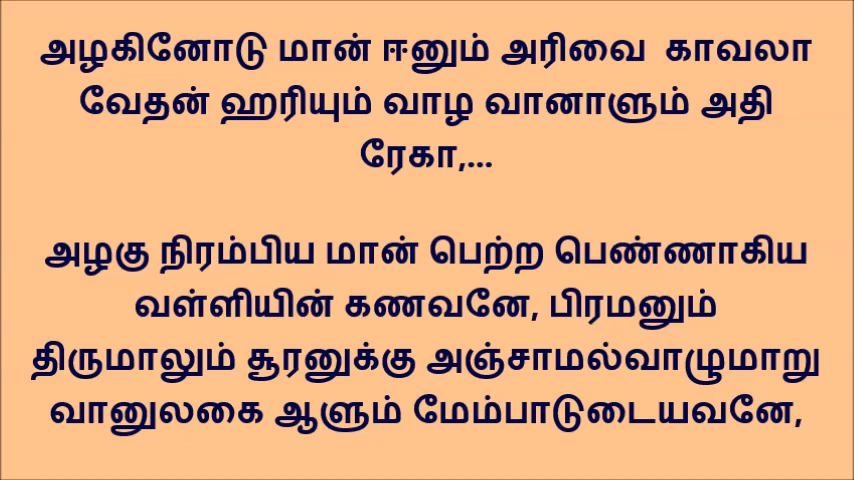 அழகினோடு மான் ஈனும் அரிவை காவலா
வேதன் ஹரியும் வாழ வானாளும் அதி
ரேகா,...
அழகு நிரம்பிய மான் பெற்ற பெண்ணாகிய
வள்ளியின் கணவனே, பிரமனும்
திருமாலும் சூரனுக்கு அஞ்சாமல்வாழுமாறு
வானுலகை ஆளும் மேம்பாடுடையவனே,